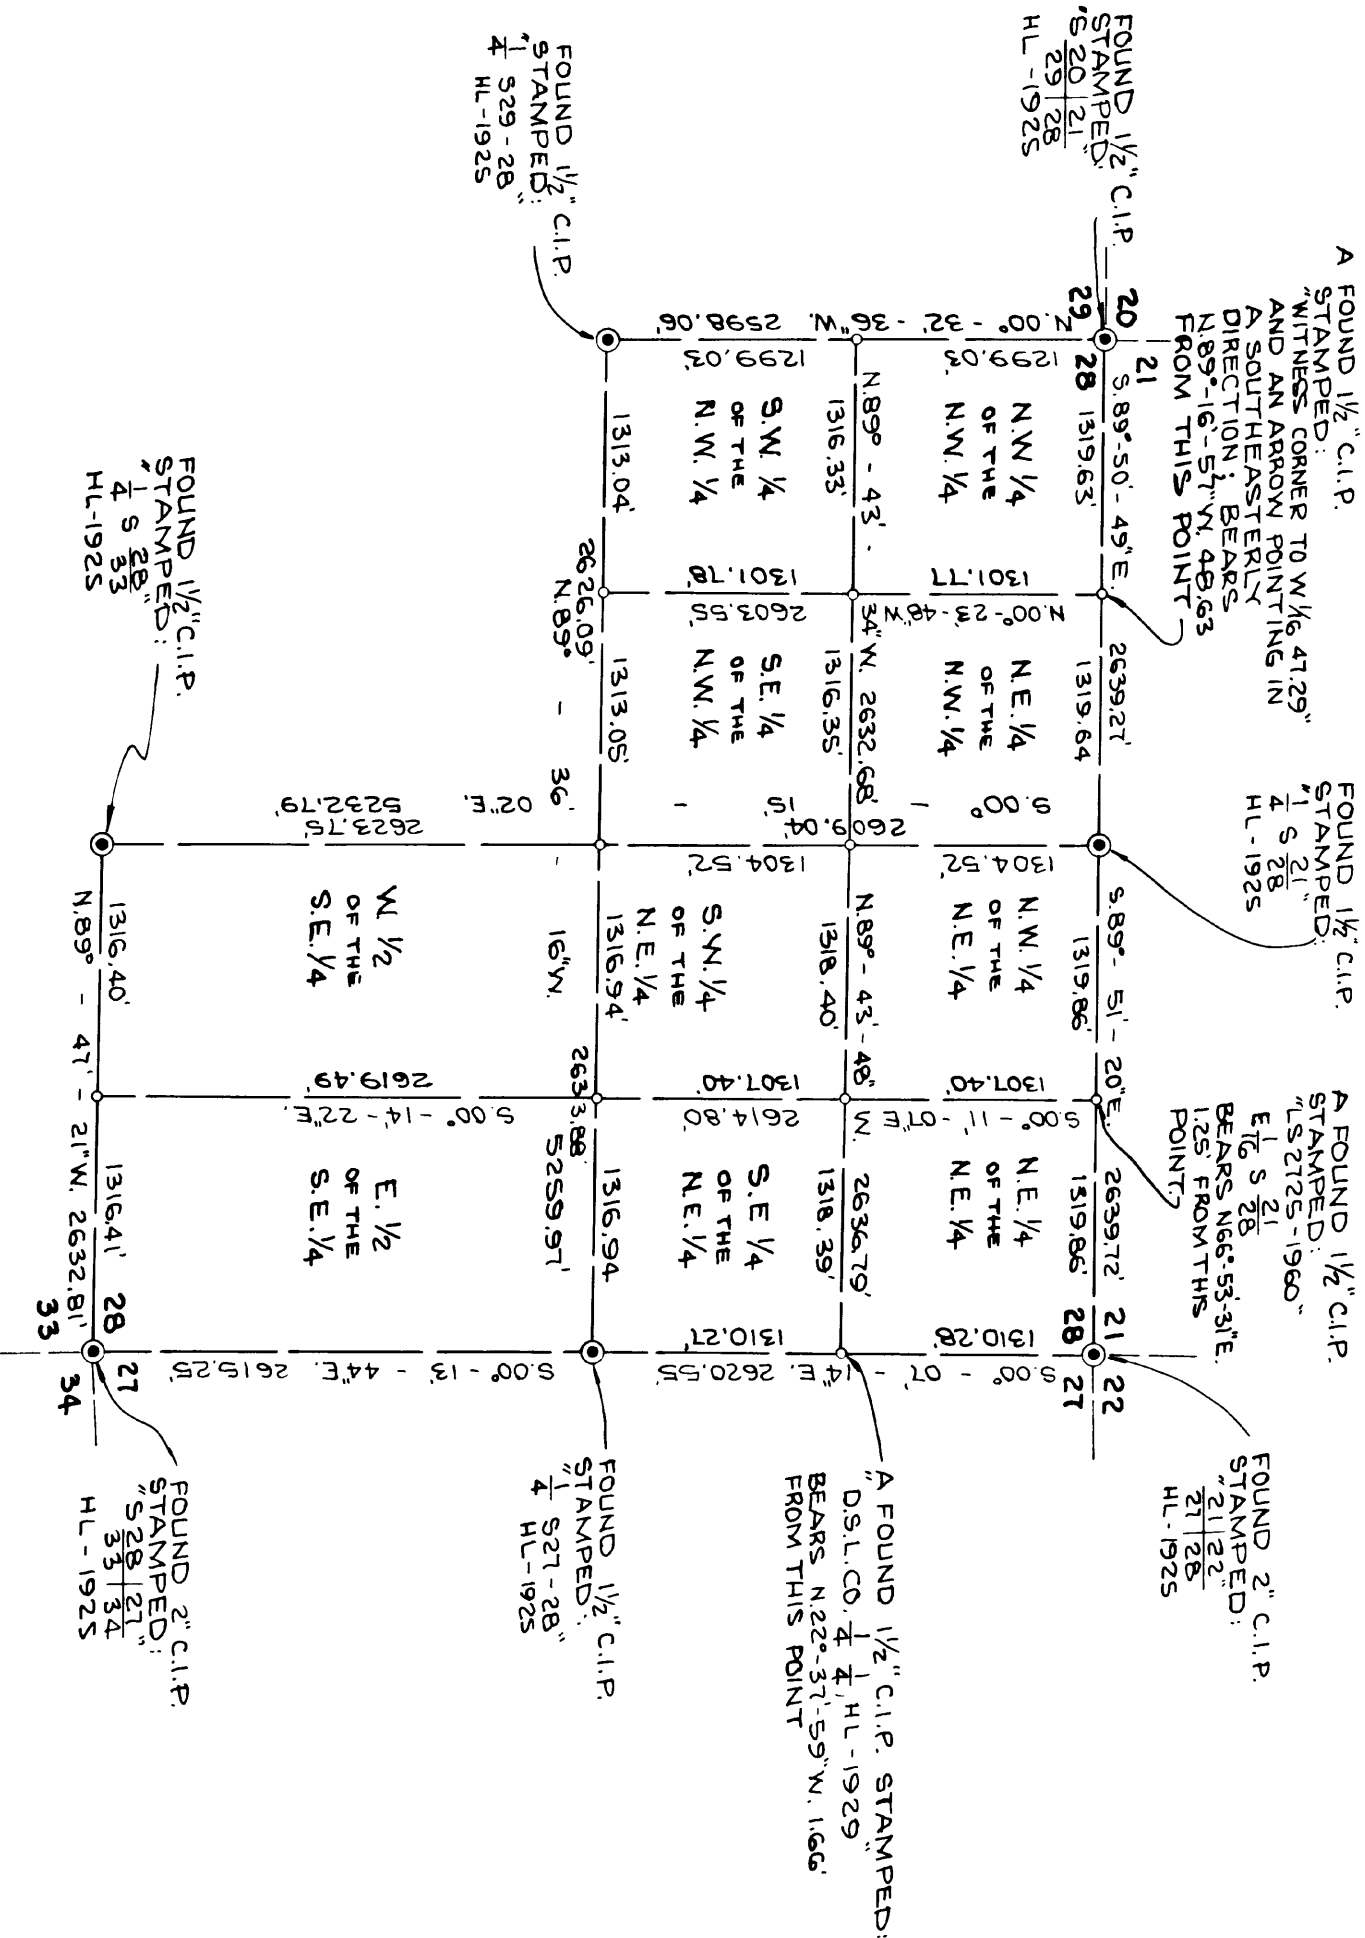 A FOUND 1½" C.I.P.
STAMPED:
"WITNESS CORNER TO W 1/16 47.29"
AND AN ARROW POINTING IN
A SOUTHEASTERLY
DIRECTION; BEARS
N.89°-16'-57"W. 48.63
FROM THIS POINT
FOUND 1½" C.I.P.
STAMPED:
"1/4 S 21/28"
HL-1925
A FOUND 1½" C.I.P.
STAMPED:
"LS 2725-1960"
E 1/16 S 21/28
BEARS N66°-53'-31"E.
1.25' FROM THIS
POINT.
FOUND 1½" C.I.P.
STAMPED:
"S 20|21"
29|28
HL-1925
FOUND 2" C.I.P.
STAMPED:
"21|22"
27|28
HL-1925
20
21
29
28
21
22
28
27
S.89°-50'-49"E.
2639.27'
1319.63'
1319.64
S.89°-51'-20"E.
2639.72'
1319.86'
1319.86'
N.00°-32'-36"W.
2598.06'
1299.03'
1299.03'
N.00°-23'-48"W
2603.55'
1301.77
1301.78'
S.00°-15'-02"E.
5232.79'
2609.04'
1304.52'
1304.52'
2623.75'
S.00°-11'-07"E
2614.80'
1307.40'
1307.40'
S.00°-07'-14"E.
2620.55'
1310.28'
1310.27'
N.W 1/4
OF THE
N.W. 1/4
N.E. 1/4
OF THE
N.W. 1/4
N.W. 1/4
OF THE
N.E. 1/4
N.E. 1/4
OF THE
N.E. 1/4
N.89°-43'-34"W. 2632.68'
1316.33'
1316.35'
N.89°-43'-48"W.
2636.79'
1318.40'
1318.39'
A FOUND 1½" C.I.P. STAMPED:
"D.S.L.CO. 1/4 1/4, HL-1929"
BEARS N.22°-37'-59"W. 1.66'
FROM THIS POINT
S.W. 1/4
OF THE
N.W. 1/4
S.E. 1/4
OF THE
N.W. 1/4
S.W. 1/4
OF THE
N.E. 1/4
S.E 1/4
OF THE
N.E. 1/4
FOUND 1½" C.I.P.
STAMPED:
"1/4 S29-28"
HL-1925
1313.04'
1313.05'
2626.09'
N.89°-36'-16"W.
1316.94'
1316.94
2633.88'
5259.97'
FOUND 1½" C.I.P.
STAMPED:
"1/4 S27-28"
HL-1925
W. 1/2
OF THE
S.E. 1/4
E. 1/2
OF THE
S.E. 1/4
S.00°-14'-22"E.
2619.49'
S.00°-13'-44"E.
2615.25'
FOUND 1½" C.I.P.
STAMPED:
"1/4 S 28/33"
HL-1925
1316.40'
1316.41'
N.89°-47'-21"W. 2632.81'
28
27
33
34
FOUND 2" C.I.P.
STAMPED:
"S 28|27"
33|34
HL-1925